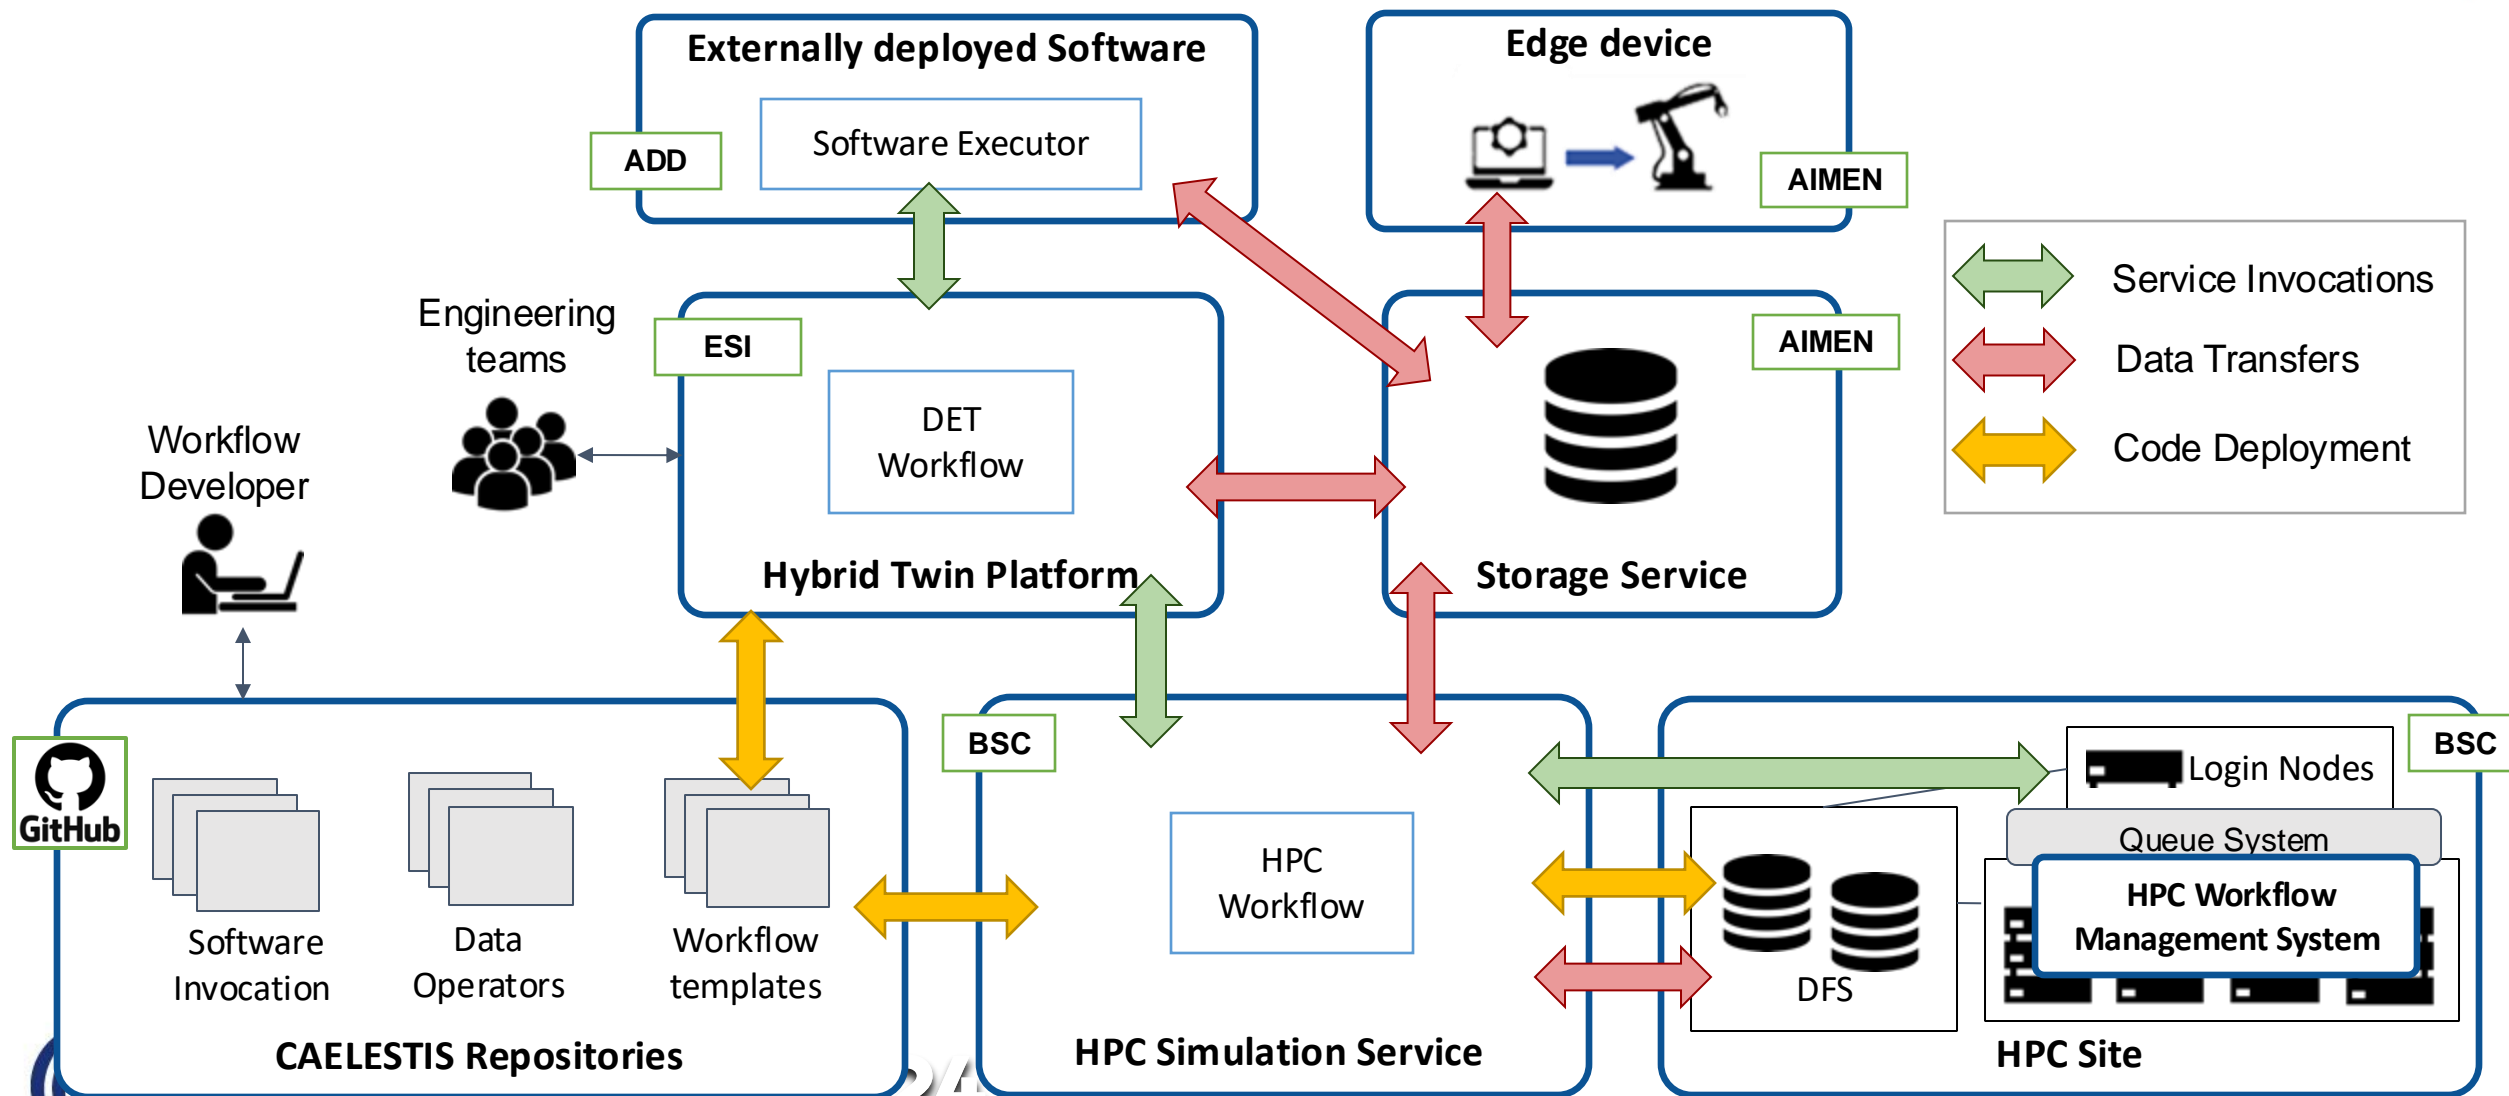 Externally deployed Software
Software Executor
ADD
Edge device
AIMEN
Service Invocations
Data Transfers
Code Deployment
Engineering
teams
ESI
DET
Workflow
Hybrid Twin Platform
AIMEN
Storage Service
Workflow
Developer
GitHub
Software
Invocation
Data
Operators
Workflow
templates
CAELESTIS Repositories
BSC
HPC
Workflow
HPC Simulation Service
BSC
Login Nodes
Queue System
HPC Workflow
Management System
DFS
HPC Site